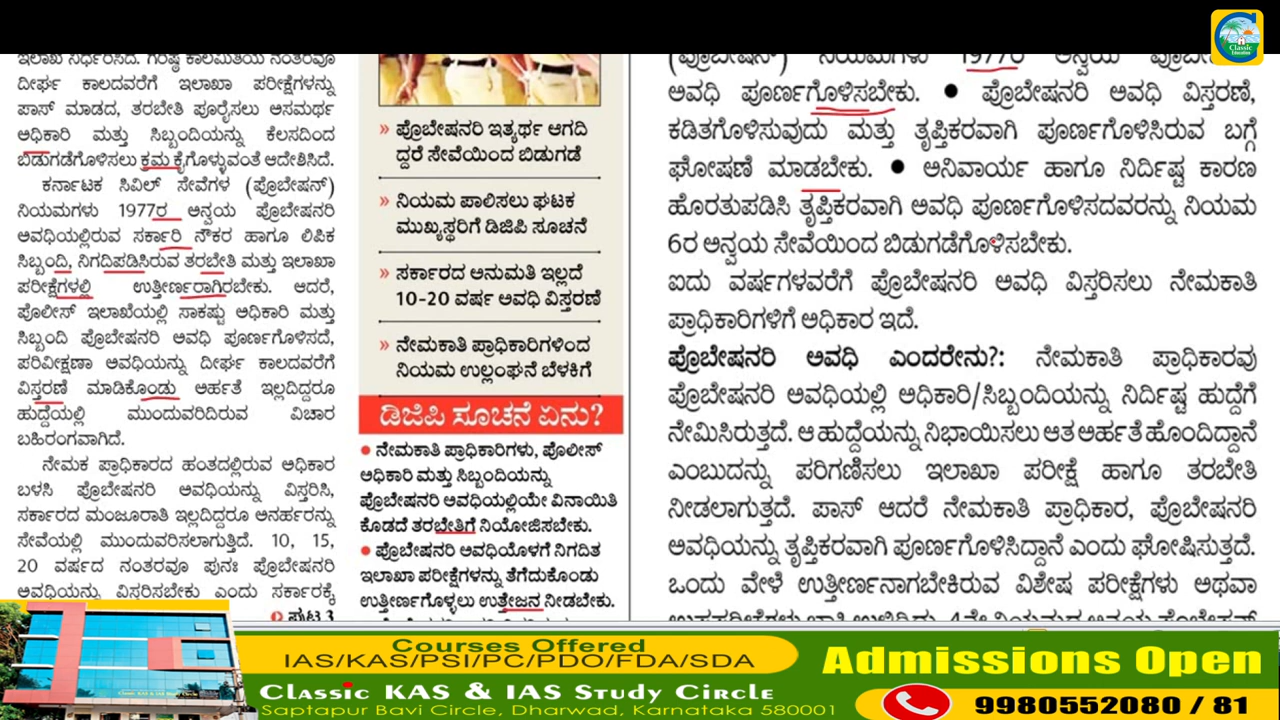 ಇಲಾಖೆ ನಿರ್ಧರಿಸಿದೆ. ಗರಿಷ್ಠ ಕಾಲಮಿತಿಯ ನಂತರವೂ
ದೀರ್ಘ ಕಾಲದವರೆಗೆ ಇಲಾಖಾ ಪರೀಕ್ಷೆಗಳನ್ನು
ಪಾಸ್ ಮಾಡದ, ತರಬೇತಿ ಪೂರೈಸಲು ಅಸಮರ್ಥ
ಅಧಿಕಾರಿ ಮತ್ತು ಸಿಬ್ಬಂದಿಯನ್ನು ಕೆಲಸದಿಂದ
ಬಿಡುಗಡೆಗೊಳಿಸಲು ಕ್ರಮ ಕೈಗೊಳ್ಳುವಂತೆ ಆದೇಶಿಸಿದೆ.
ಕರ್ನಾಟಕ ಸಿವಿಲ್ ಸೇವೆಗಳ (ಪ್ರೊಬೇಷನ್)
ನಿಯಮಗಳು 1977ರ ಅನ್ವಯ ಪ್ರೊಬೇಷನರಿ
ಅವಧಿಯಲ್ಲಿರುವ ಸರ್ಕಾರಿ ನೌಕರ ಹಾಗೂ ಲಿಪಿಕ
ಸಿಬ್ಬಂದಿ, ನಿಗದಿಪಡಿಸಿರುವ ತರಬೇತಿ ಮತ್ತು ಇಲಾಖಾ
ಪರೀಕ್ಷೆಗಳಲ್ಲಿ ಉತ್ತೀರ್ಣರಾಗಿರಬೇಕು. ಆದರೆ,
ಪೊಲೀಸ್ ಇಲಾಖೆಯಲ್ಲಿ ಸಾಕಷ್ಟು ಅಧಿಕಾರಿ ಮತ್ತು
ಸಿಬ್ಬಂದಿ ಪ್ರೊಬೇಷನರಿ ಅವಧಿ ಪೂರ್ಣಗೊಳಿಸದೆ,
ಪರಿವೀಕ್ಷಣಾ ಅವಧಿಯನ್ನು ದೀರ್ಘ ಕಾಲದವರೆಗೆ
ವಿಸ್ತರಣೆ ಮಾಡಿಕೊಂಡು ಅರ್ಹತೆ ಇಲ್ಲದಿದ್ದರೂ
ಹುದ್ದೆಯಲ್ಲಿ ಮುಂದುವರಿದಿರುವ ವಿಚಾರ
ಬಹಿರಂಗವಾಗಿದೆ.
ನೇಮಕ ಪ್ರಾಧಿಕಾರದ ಹಂತದಲ್ಲಿರುವ ಅಧಿಕಾರ
ಬಳಸಿ ಪ್ರೊಬೇಷನರಿ ಅವಧಿಯನ್ನು ವಿಸ್ತರಿಸಿ,
ಸರ್ಕಾರದ ಮಂಜೂರಾತಿ ಇಲ್ಲದಿದ್ದರೂ ಅನರ್ಹರನ್ನು
ಸೇವೆಯಲ್ಲಿ ಮುಂದುವರಿಸಲಾಗುತ್ತಿದೆ. 10, 15,
20 ವರ್ಷದ ನಂತರವೂ ಪುನಃ ಪ್ರೊಬೇಷನರಿ
ಅವಧಿಯನ್ನು ವಿಸ್ತರಿಸಬೇಕು ಎಂದು ಸರ್ಕಾರಕ್ಕೆ
ಪುಟ 3
» ಪ್ರೊಬೇಷನರಿ ಇತ್ಯರ್ಥ ಆಗದಿ
ದ್ದರೆ ಸೇವೆಯಿಂದ ಬಿಡುಗಡೆ
» ನಿಯಮ ಪಾಲಿಸಲು ಘಟಕ
ಮುಖ್ಯಸ್ಥರಿಗೆ ಡಿಜಿಪಿ ಸೂಚನೆ
» ಸರ್ಕಾರದ ಅನುಮತಿ ಇಲ್ಲದೆ
10-20 ವರ್ಷ ಅವಧಿ ವಿಸ್ತರಣೆ
» ನೇಮಕಾತಿ ಪ್ರಾಧಿಕಾರಿಗಳಿಂದ
ನಿಯಮ ಉಲ್ಲಂಘನೆ ಬೆಳಕಿಗೆ
ಡಿಜಿಪಿ ಸೂಚನೆ ಏನು?
● ನೇಮಕಾತಿ ಪ್ರಾಧಿಕಾರಿಗಳು, ಪೊಲೀಸ್
ಅಧಿಕಾರಿ ಮತ್ತು ಸಿಬ್ಬಂದಿಯನ್ನು
ಪ್ರೊಬೇಷನರಿ ಅವಧಿಯಲ್ಲಿಯೇ ವಿನಾಯಿತಿ
ಕೊಡದೆ ತರಬೇತಿಗೆ ನಿಯೋಜಿಸಬೇಕು.
● ಪ್ರೊಬೇಷನರಿ ಅವಧಿಯೊಳಗೆ ನಿಗದಿತ
ಇಲಾಖಾ ಪರೀಕ್ಷೆಗಳನ್ನು ತೆಗೆದುಕೊಂಡು
ಉತ್ತೀರ್ಣಗೊಳ್ಳಲು ಉತ್ತೇಜನ ನೀಡಬೇಕು.
(ಪ್ರೊಬೇಷನ್) ನಿಯಮಗಳು 1977ರ ಅನ್ವಯ
ಅವಧಿ ಪೂರ್ಣಗೊಳಿಸಬೇಕು. ● ಪ್ರೊಬೇಷನರಿ ಅವಧಿ ವಿಸ್ತರಣೆ,
ಕಡಿತಗೊಳಿಸುವುದು ಮತ್ತು ತೃಪ್ತಿಕರವಾಗಿ ಪೂರ್ಣಗೊಳಿಸಿರುವ ಬಗ್ಗೆ
ಘೋಷಣೆ ಮಾಡಬೇಕು. ● ಅನಿವಾರ್ಯ ಹಾಗೂ ನಿರ್ದಿಷ್ಟ ಕಾರಣ
ಹೊರತುಪಡಿಸಿ ತೃಪ್ತಿಕರವಾಗಿ ಅವಧಿ ಪೂರ್ಣಗೊಳಿಸದವರನ್ನು ನಿಯಮ
6ರ ಅನ್ವಯ ಸೇವೆಯಿಂದ ಬಿಡುಗಡೆಗೊಳಿಸಬೇಕು.
ಐದು ವರ್ಷಗಳವರೆಗೆ ಪ್ರೊಬೇಷನರಿ ಅವಧಿ ವಿಸ್ತರಿಸಲು ನೇಮಕಾತಿ
ಪ್ರಾಧಿಕಾರಿಗಳಿಗೆ ಅಧಿಕಾರ ಇದೆ.
ಪ್ರೊಬೇಷನರಿ ಅವಧಿ ಎಂದರೇನು?: ನೇಮಕಾತಿ ಪ್ರಾಧಿಕಾರವು
ಪ್ರೊಬೇಷನರಿ ಅವಧಿಯಲ್ಲಿ ಅಧಿಕಾರಿ/ಸಿಬ್ಬಂದಿಯನ್ನು ನಿರ್ದಿಷ್ಟ ಹುದ್ದೆಗೆ
ನೇಮಿಸಿರುತ್ತದೆ. ಆ ಹುದ್ದೆಯನ್ನು ನಿಭಾಯಿಸಲು ಆತ ಅರ್ಹತೆ ಹೊಂದಿದ್ದಾನೆ
ಎಂಬುದನ್ನು ಪರಿಗಣಿಸಲು ಇಲಾಖಾ ಪರೀಕ್ಷೆ ಹಾಗೂ ತರಬೇತಿ
ನೀಡಲಾಗುತ್ತದೆ. ಪಾಸ್ ಆದರೆ ನೇಮಕಾತಿ ಪ್ರಾಧಿಕಾರ, ಪ್ರೊಬೇಷನರಿ
ಅವಧಿಯನ್ನು ತೃಪ್ತಿಕರವಾಗಿ ಪೂರ್ಣಗೊಳಿಸಿದ್ದಾನೆ ಎಂದು ಘೋಷಿಸುತ್ತದೆ.
ಒಂದು ವೇಳೆ ಉತ್ತೀರ್ಣನಾಗಬೇಕಿರುವ ವಿಶೇಷ ಪರೀಕ್ಷೆಗಳು ಅಥವಾ
Classic
Education
Courses Offered
IAS/KAS/PSI/PC/PDO/FDA/SDA
Classic KAS & IAS Study Circle
Saptapur Bavi Circle, Dharwad, Karnataka 580001
Admissions Open
9980552080 / 81